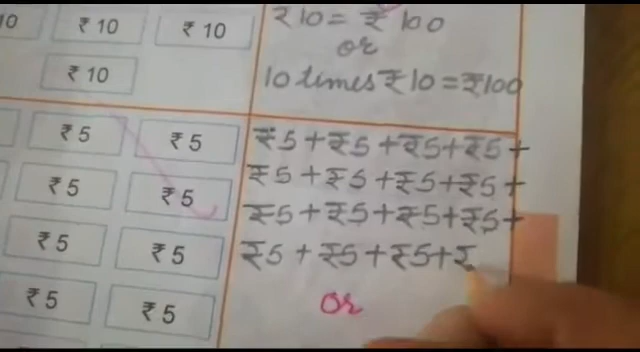 10 ₹ 10 ₹ 10
₹ 10
₹10 = ₹ 100
or
10 times ₹10 = ₹100
₹ 5 ₹ 5
₹ 5 ₹ 5
₹ 5 ₹ 5
₹ 5 ₹ 5
₹5 + ₹5 + ₹5 + ₹5 +
₹5 + ₹5 + ₹5 + ₹5 +
₹5 + ₹5 + ₹5 + ₹5 +
₹5 + ₹5 + ₹5 + ₹
or